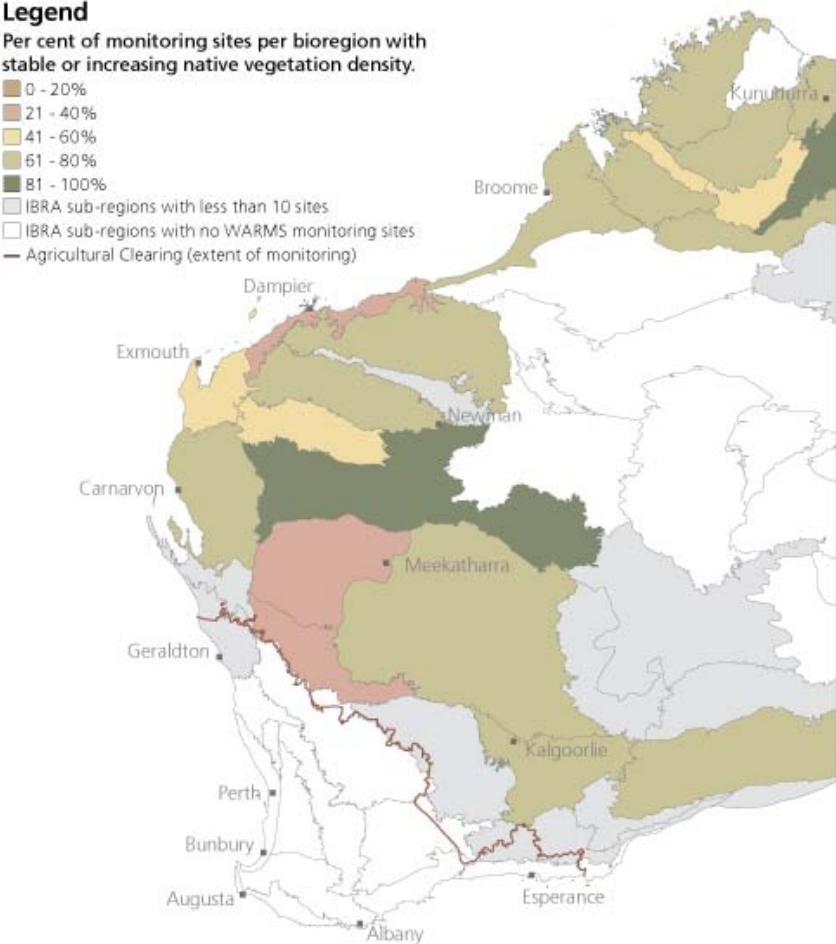 Legend
Per cent of monitoring sites per bioregion with
stable or increasing native vegetation density.
0 - 20%
21 - 40%
41 - 60%
61 - 80%
81 - 100%
IBRA sub-regions with less than 10 sites
IBRA sub-regions with no WARMS monitoring sites
Agricultural Clearing (extent of monitoring)
Kununurra
Broome
Dampier
Exmouth
Newman
Carnarvon
Meekatharra
Geraldton
Kalgoorlie
Perth
Bunbury
Augusta
Esperance
Albany